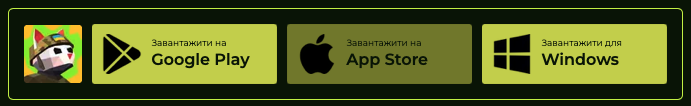 Завантажити на
Google Play
Завантажити на
App Store
Завантажити для
Windows